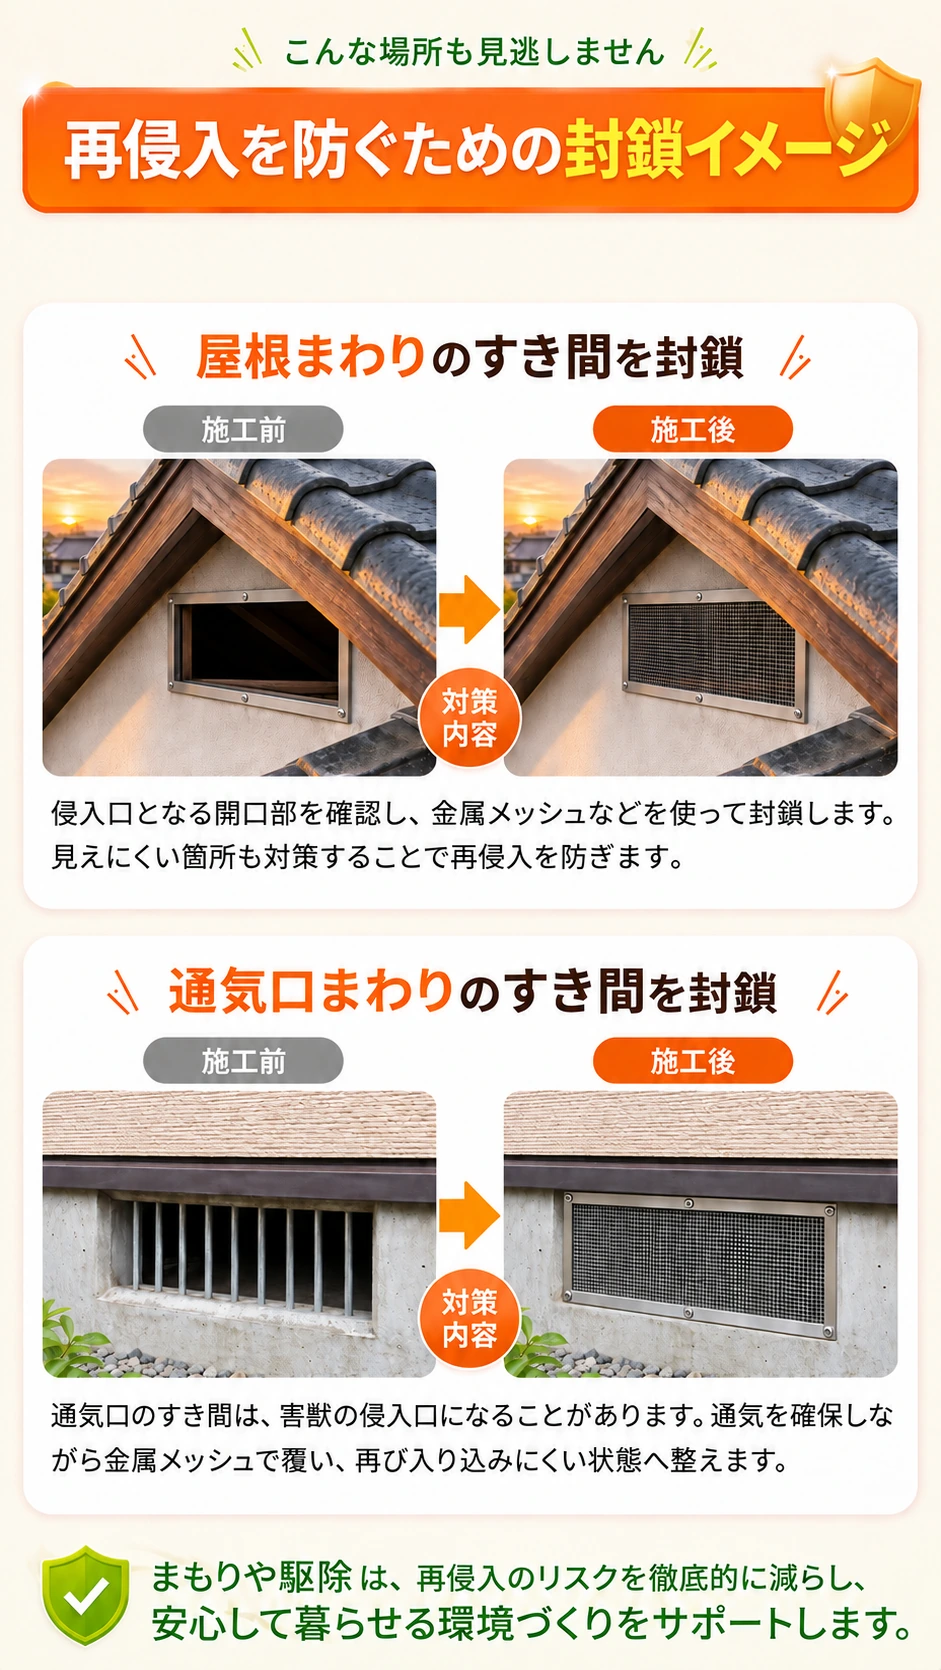 こんな場所も見逃しません
再侵入を防ぐための封鎖イメージ
屋根まわりのすき間を封鎖
施工前
施工後
対策
内容
侵入口となる開口部を確認し、金属メッシュなどを使って封鎖します。
見えにくい箇所も対策することで再侵入を防ぎます。
通気口まわりのすき間を封鎖
施工前
施工後
対策
内容
通気口のすき間は、害獣の侵入口になることがあります。通気を確保しな
がら金属メッシュで覆い、再び入り込みにくい状態へ整えます。
まもりや駆除は、再侵入のリスクを徹底的に減らし、
安心して暮らせる環境づくりをサポートします。